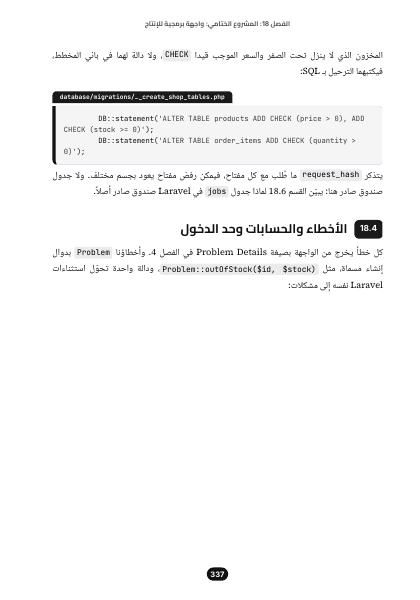 الفصل 18: المشروع الختامي: واجهة برمجية للإنتاج
المخزون الذي لا ينزل تحت الصفر والسعر الموجب قيدا CHECK، ولا دالة لهما في باني المخطط،
فيكتبهما الترحيل بـ SQL:
database/migrations/…_create_shop_tables.php
DB::statement('ALTER TABLE products ADD CHECK (price > 0), ADD
CHECK (stock >= 0)');
DB::statement('ALTER TABLE order_items ADD CHECK (quantity >
0)');
يتذكر request_hash ما طُلب مع كل مفتاح، فيمكن رفض مفتاح يعود بجسم مختلف. ولا جدول
صندوق صادر هنا: يبيّن القسم 18.6 لماذا جدول jobs في Laravel صندوق صادر أصلاً.
18.4 الأخطاء والحسابات وحد الدخول
كل خطأ يخرج من الواجهة بصيغة Problem Details في الفصل 4. وأخطاؤنا Problem بدوال
إنشاء مسماة، مثل Problem::outOfStock($id, $stock)، ودالة واحدة تحوّل استثناءات
Laravel نفسه إلى مشكلات:
337